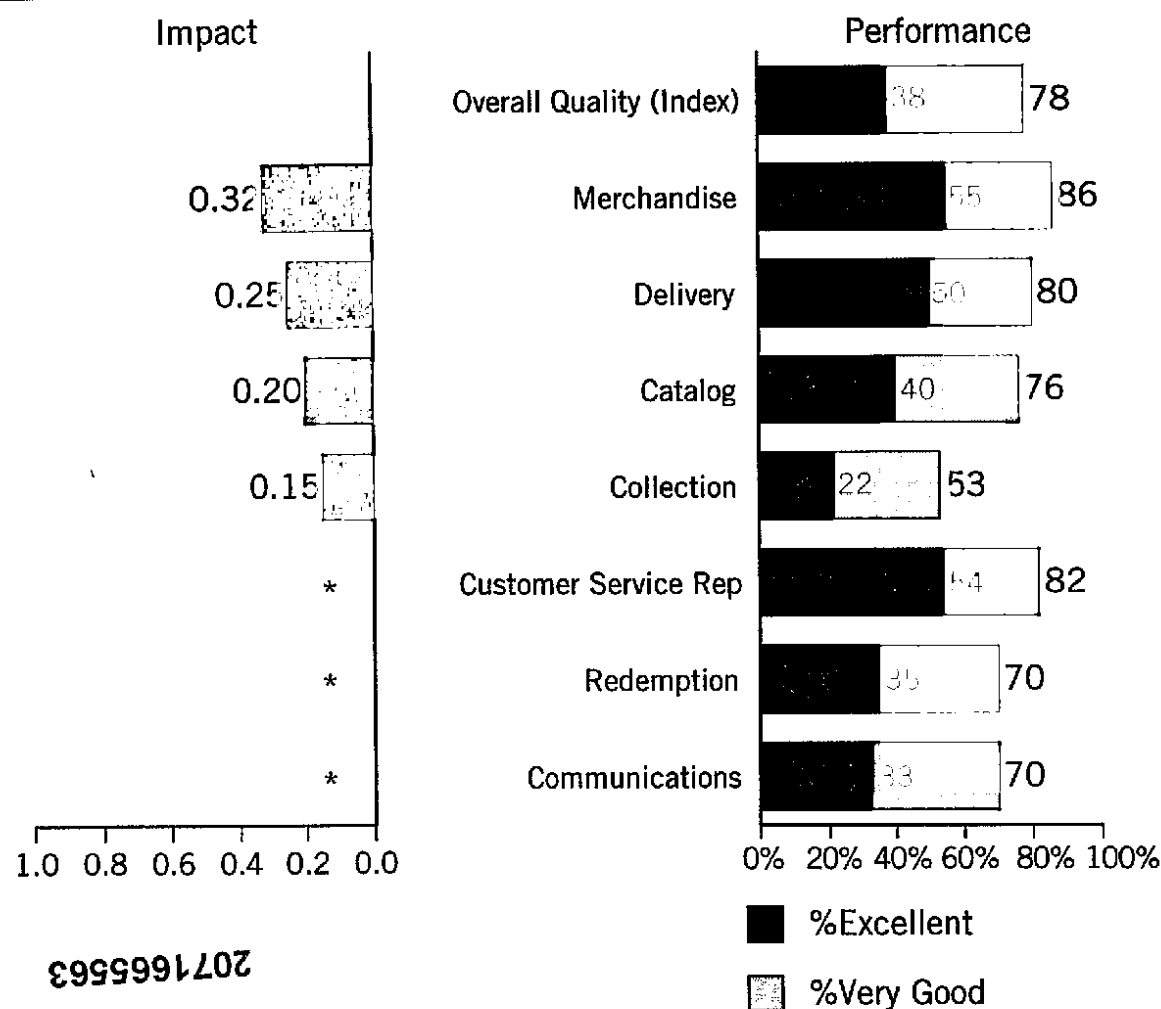 Impact
Performance
Overall Quality (Index) 38 78
0.32 Merchandise 55 86
0.25 Delivery 50 80
0.20 Catalog 40 76
0.15 Collection 22 53
* Customer Service Rep 54 82
* Redemption 35 70
* Communications 33 70
1.0 0.8 0.6 0.4 0.2 0.0
0% 20% 40% 60% 80% 100%
%Excellent
%Very Good
2071665563